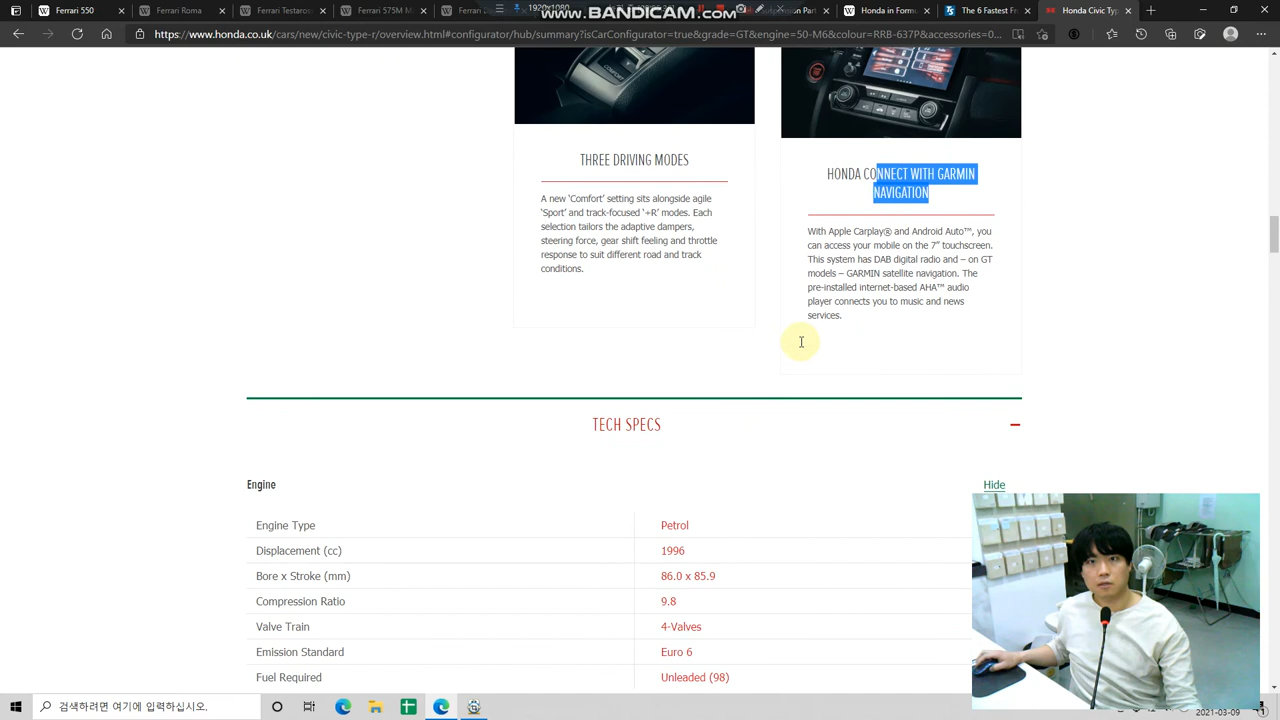 Ferrari 550
Ferrari Roma
Ferrari Testaros
Ferrari 575M M
1920x1080
WWW.BANDICAM.COM
Par
Honda in Formu
The 6 Fastest Fr
Honda Civic Typ
https://www.honda.co.uk/cars/new/civic-type-r/overview.html#configurator/hub/summary?isCarConfigurator=true&grade=GT&engine=50-M6&colour=RRB-637P&accessories=0...
COMFORT
THREE DRIVING MODES
A new 'Comfort' setting sits alongside agile
'Sport' and track-focused '+R' modes. Each
selection tailors the adaptive dampers,
steering force, gear shift feeling and throttle
response to suit different road and track
conditions.
HONDA CONNECT WITH GARMIN
NAVIGATION
With Apple Carplay® and Android Auto™, you
can access your mobile on the 7” touchscreen.
This system has DAB digital radio and – on GT
models – GARMIN satellite navigation. The
pre-installed internet-based AHA™ audio
player connects you to music and news
services.
TECH SPECS
Engine
Hide
Engine Type Petrol
Displacement (cc) 1996
Bore x Stroke (mm) 86.0 x 85.9
Compression Ratio 9.8
Valve Train 4-Valves
Emission Standard Euro 6
Fuel Required Unleaded (98)
검색하려면 여기에 입력하십시오.
2021-03-09